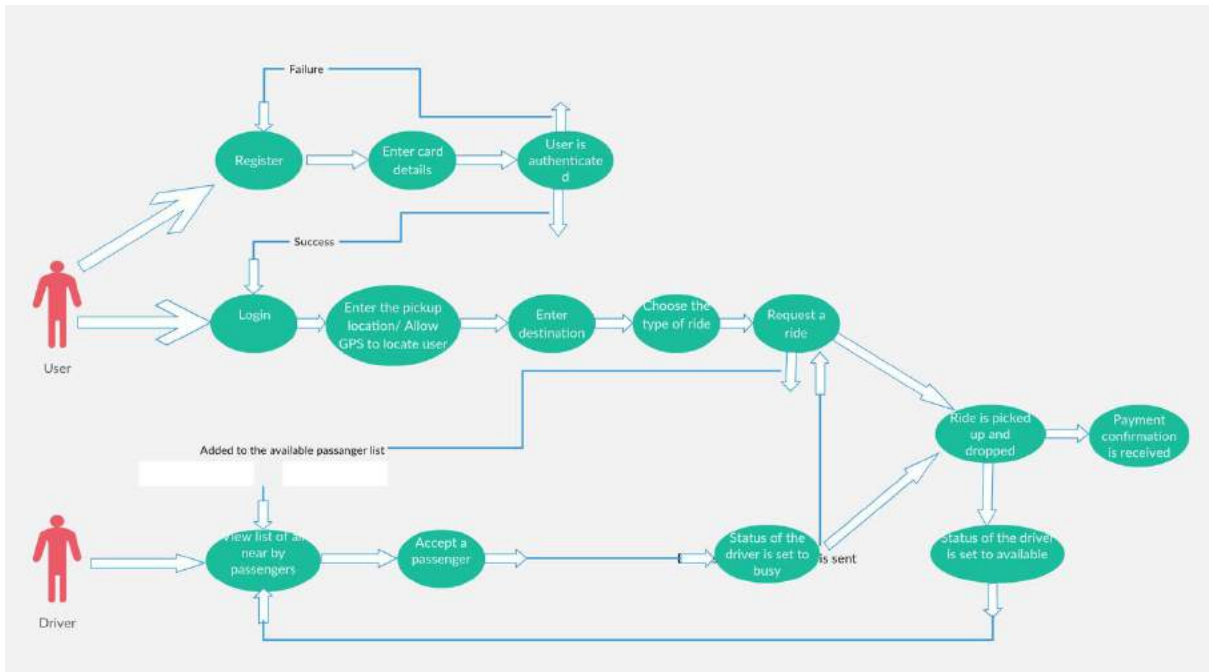 Failure
Register
Enter card
details
User is
authenticate
d
Success
Login
Enter the pickup
location/ Allow
GPS to locate user
Enter
destination
Choose the
type of ride
Request a
ride
User
Added to the available passanger list
Ride is picked
up and
dropped
Payment
confirmation
is received
View list of all
near by
passengers
Accept a
passenger
Status of the
driver is set to
busy
is sent
Status of the driver
is set to available
Driver